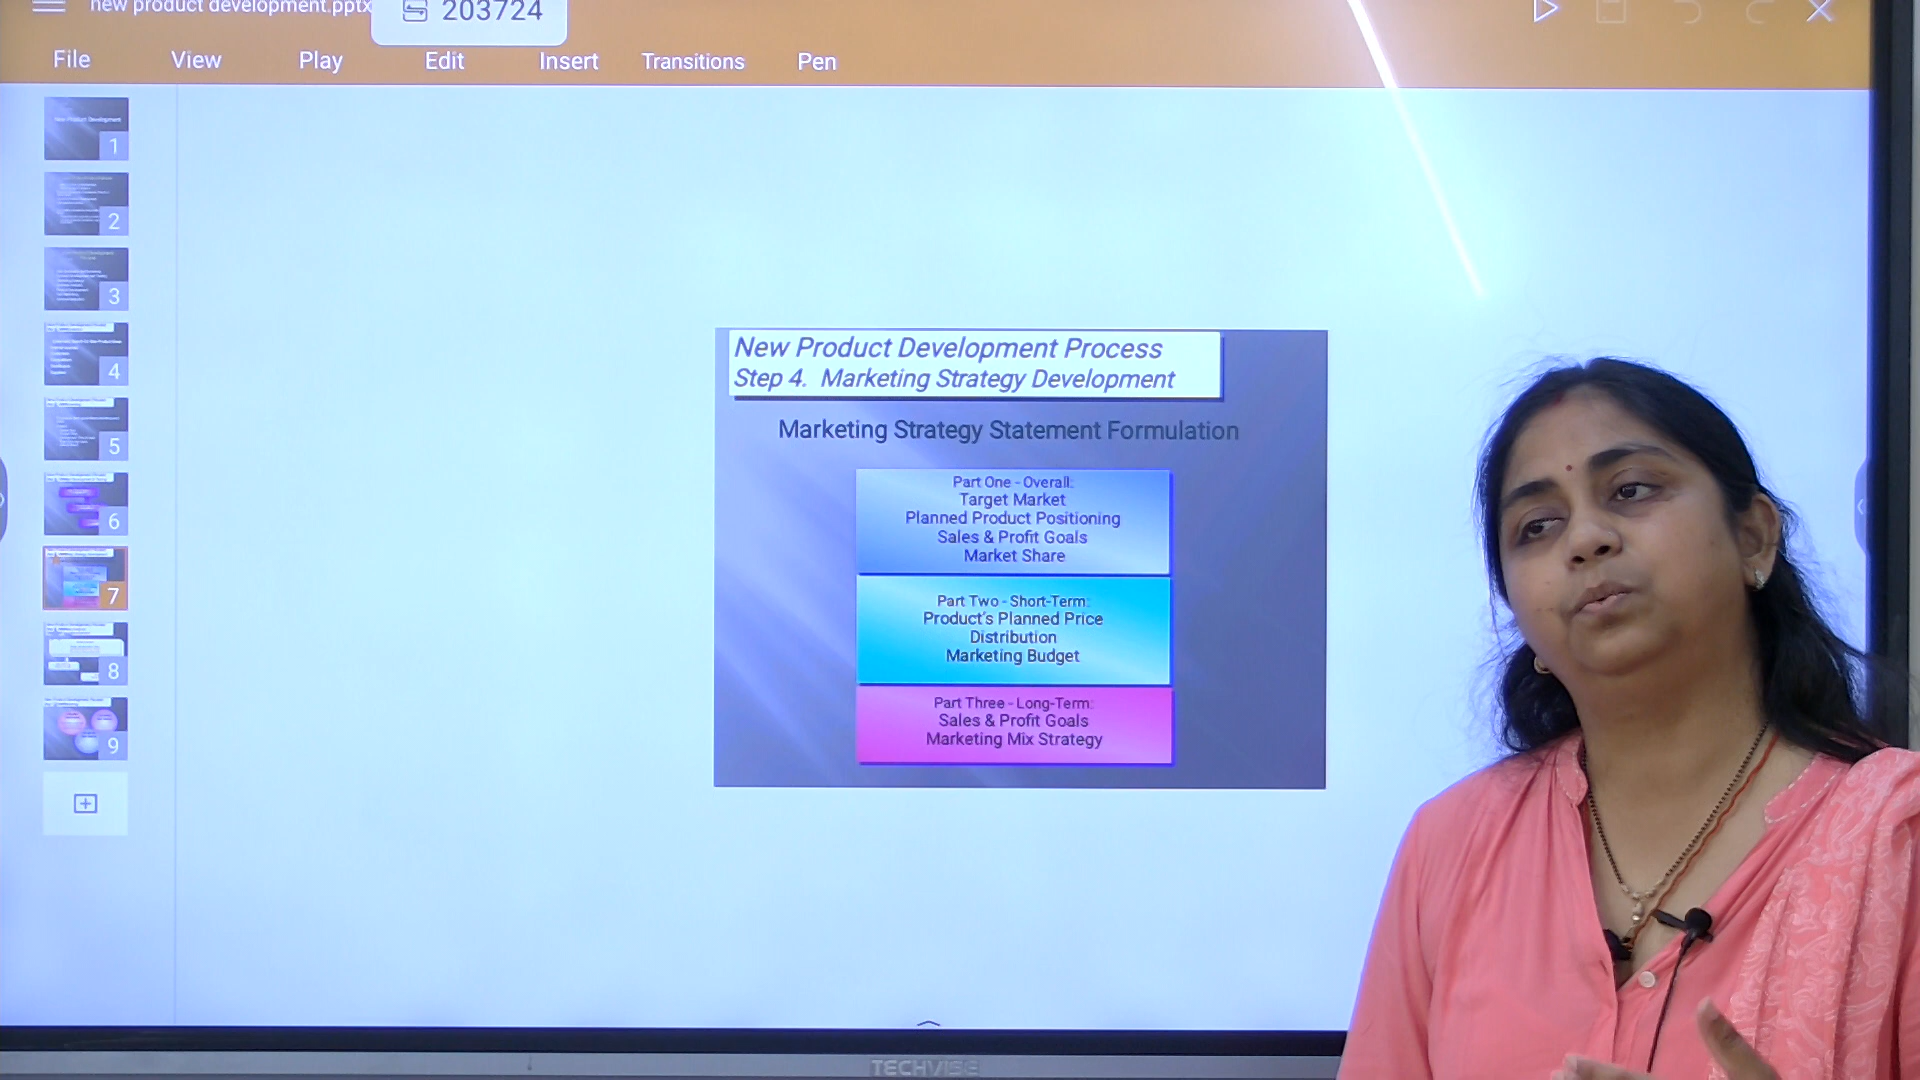 new product development.pptx
203724
File View Play Edit Insert Transitions Pen
New Product Development
1
2
3
4
5
6
7
8
9
New Product Development Process
Step 4. Marketing Strategy Development
Marketing Strategy Statement Formulation
Part One - Overall:
Target Market
Planned Product Positioning
Sales & Profit Goals
Market Share
Part Two - Short-Term:
Product's Planned Price
Distribution
Marketing Budget
Part Three - Long-Term:
Sales & Profit Goals
Marketing Mix Strategy
TECHVISE